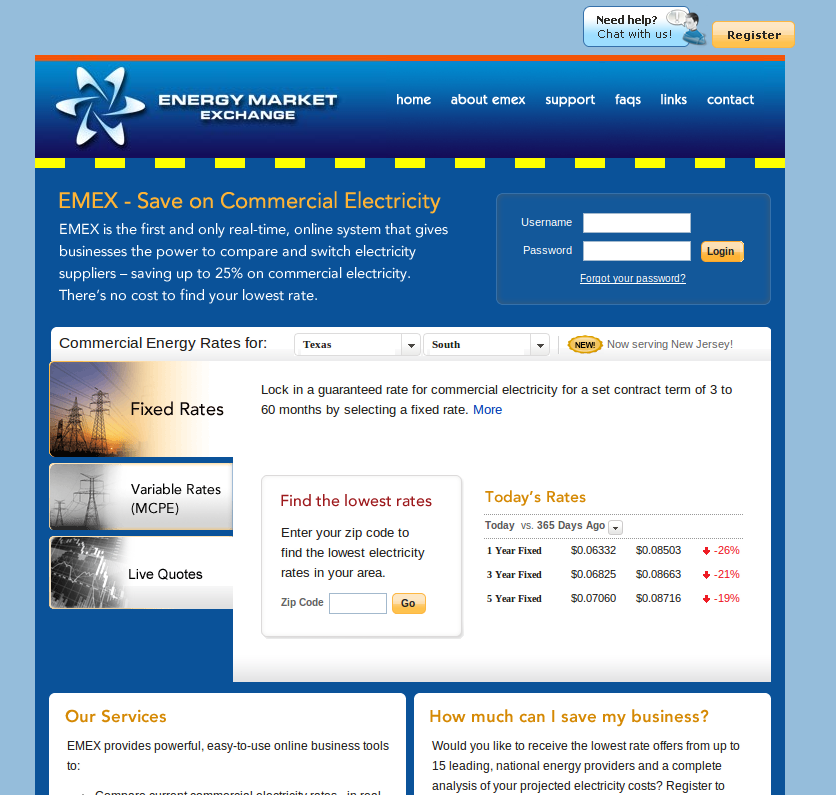 Need help?
Chat with us!
Register
ENERGY MARKET
EXCHANGE
home about emex support faqs links contact
EMEX - Save on Commercial Electricity
EMEX is the first and only real-time, online system that gives
businesses the power to compare and switch electricity
suppliers – saving up to 25% on commercial electricity.
There's no cost to find your lowest rate.
Username
Password
Login
Forgot your password?
Commercial Energy Rates for:
Texas
South
NEW!
Now serving New Jersey!
Fixed Rates
Variable Rates
(MCPE)
Live Quotes
Lock in a guaranteed rate for commercial electricity for a set contract term of 3 to
60 months by selecting a fixed rate. More
Find the lowest rates
Enter your zip code to
find the lowest electricity
rates in your area.
Zip Code
Go
Today's Rates
Today vs. 365 Days Ago
1 Year Fixed $0.06332 $0.08503 -26%
3 Year Fixed $0.06825 $0.08663 -21%
5 Year Fixed $0.07060 $0.08716 -19%
Our Services
EMEX provides powerful, easy-to-use online business tools
to:
Compare current commercial electricity rates - in real
How much can I save my business?
Would you like to receive the lowest rate offers from up to
15 leading, national energy providers and a complete
analysis of your projected electricity costs? Register to